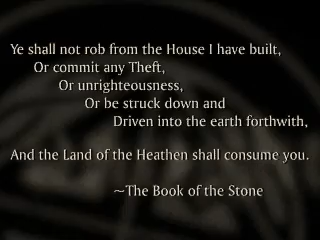 Ye shall not rob from the House I have built,
Or commit any Theft,
Or unrighteousness,
Or be struck down and
Driven into the earth forthwith,
And the Land of the Heathen shall consume you.
~The Book of the Stone